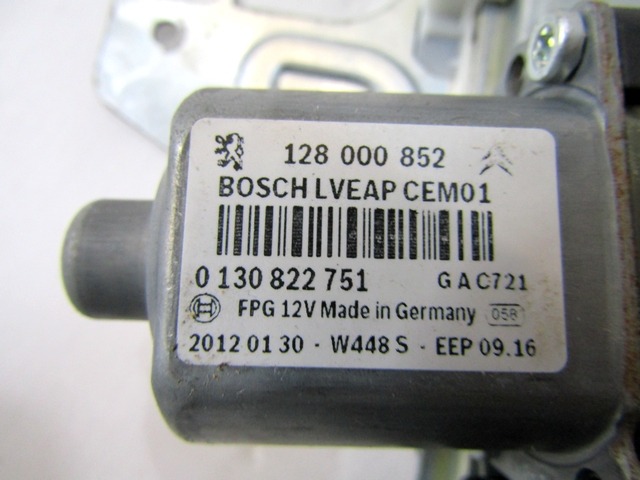 128 000 852
BOSCH LVEAP CEM01
0 130 822 751 G A C721
FPG 12V Made in Germany 058
2012 01 30 - W448 S - EEP 09.16